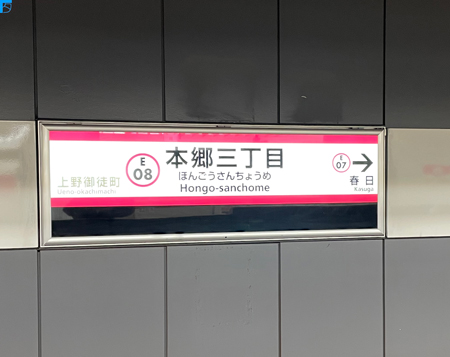 E
08
本郷三丁目
ほんごうさんちょうめ
Hongo-sanchome
上野御徒町
Ueno-okachimachi
E
07
→
春日
Kasuga